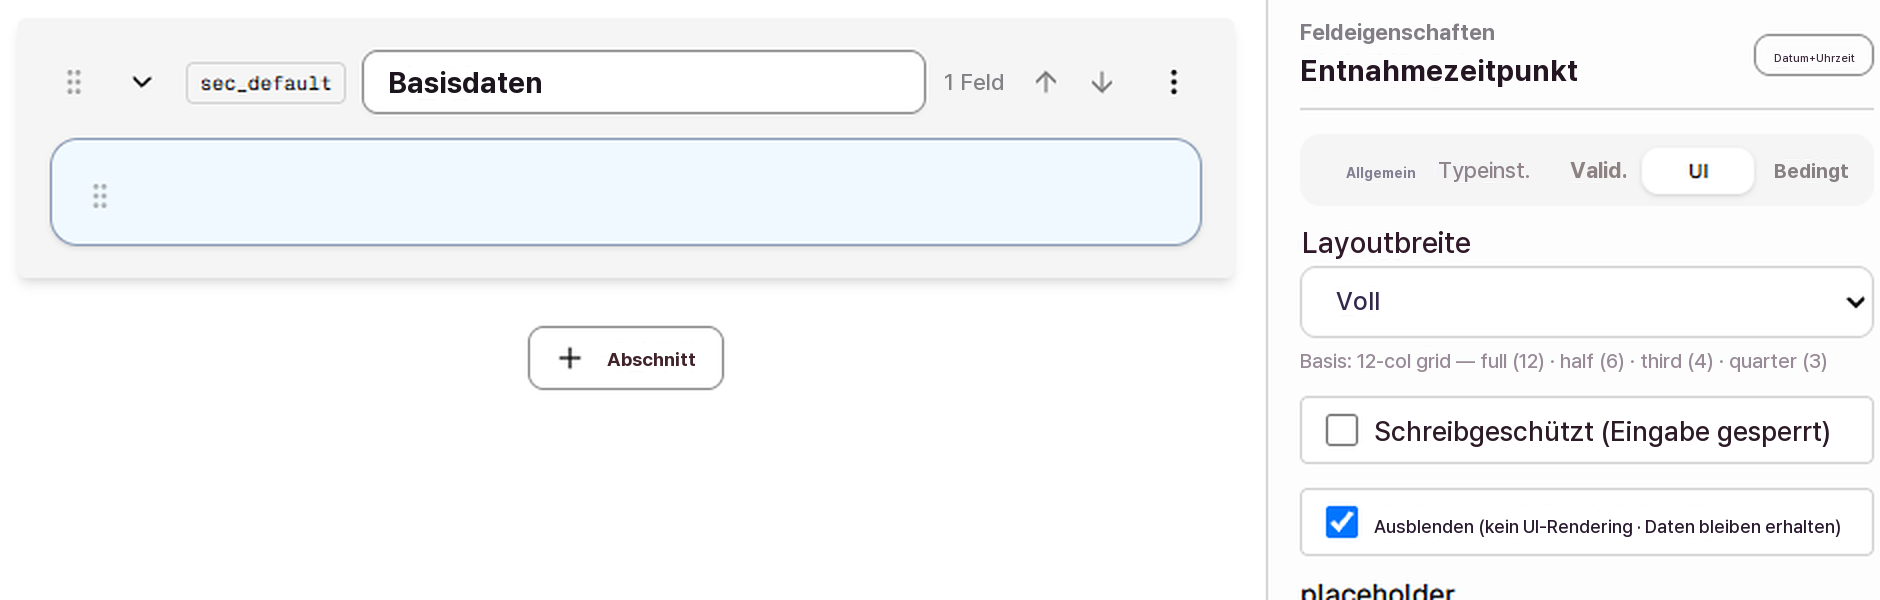 sec_default
Basisdaten
1 Feld
Abschnitt
Feldeigenschaften
Entnahmezeitpunkt
Datum+Uhrzeit
Allgemein
Typeinst.
Valid.
UI
Bedingt
Layoutbreite
Voll
Basis: 12-col grid — full (12) · half (6) · third (4) · quarter (3)
Schreibgeschützt (Eingabe gesperrt)
Ausblenden (kein UI-Rendering · Daten bleiben erhalten)
placeholder